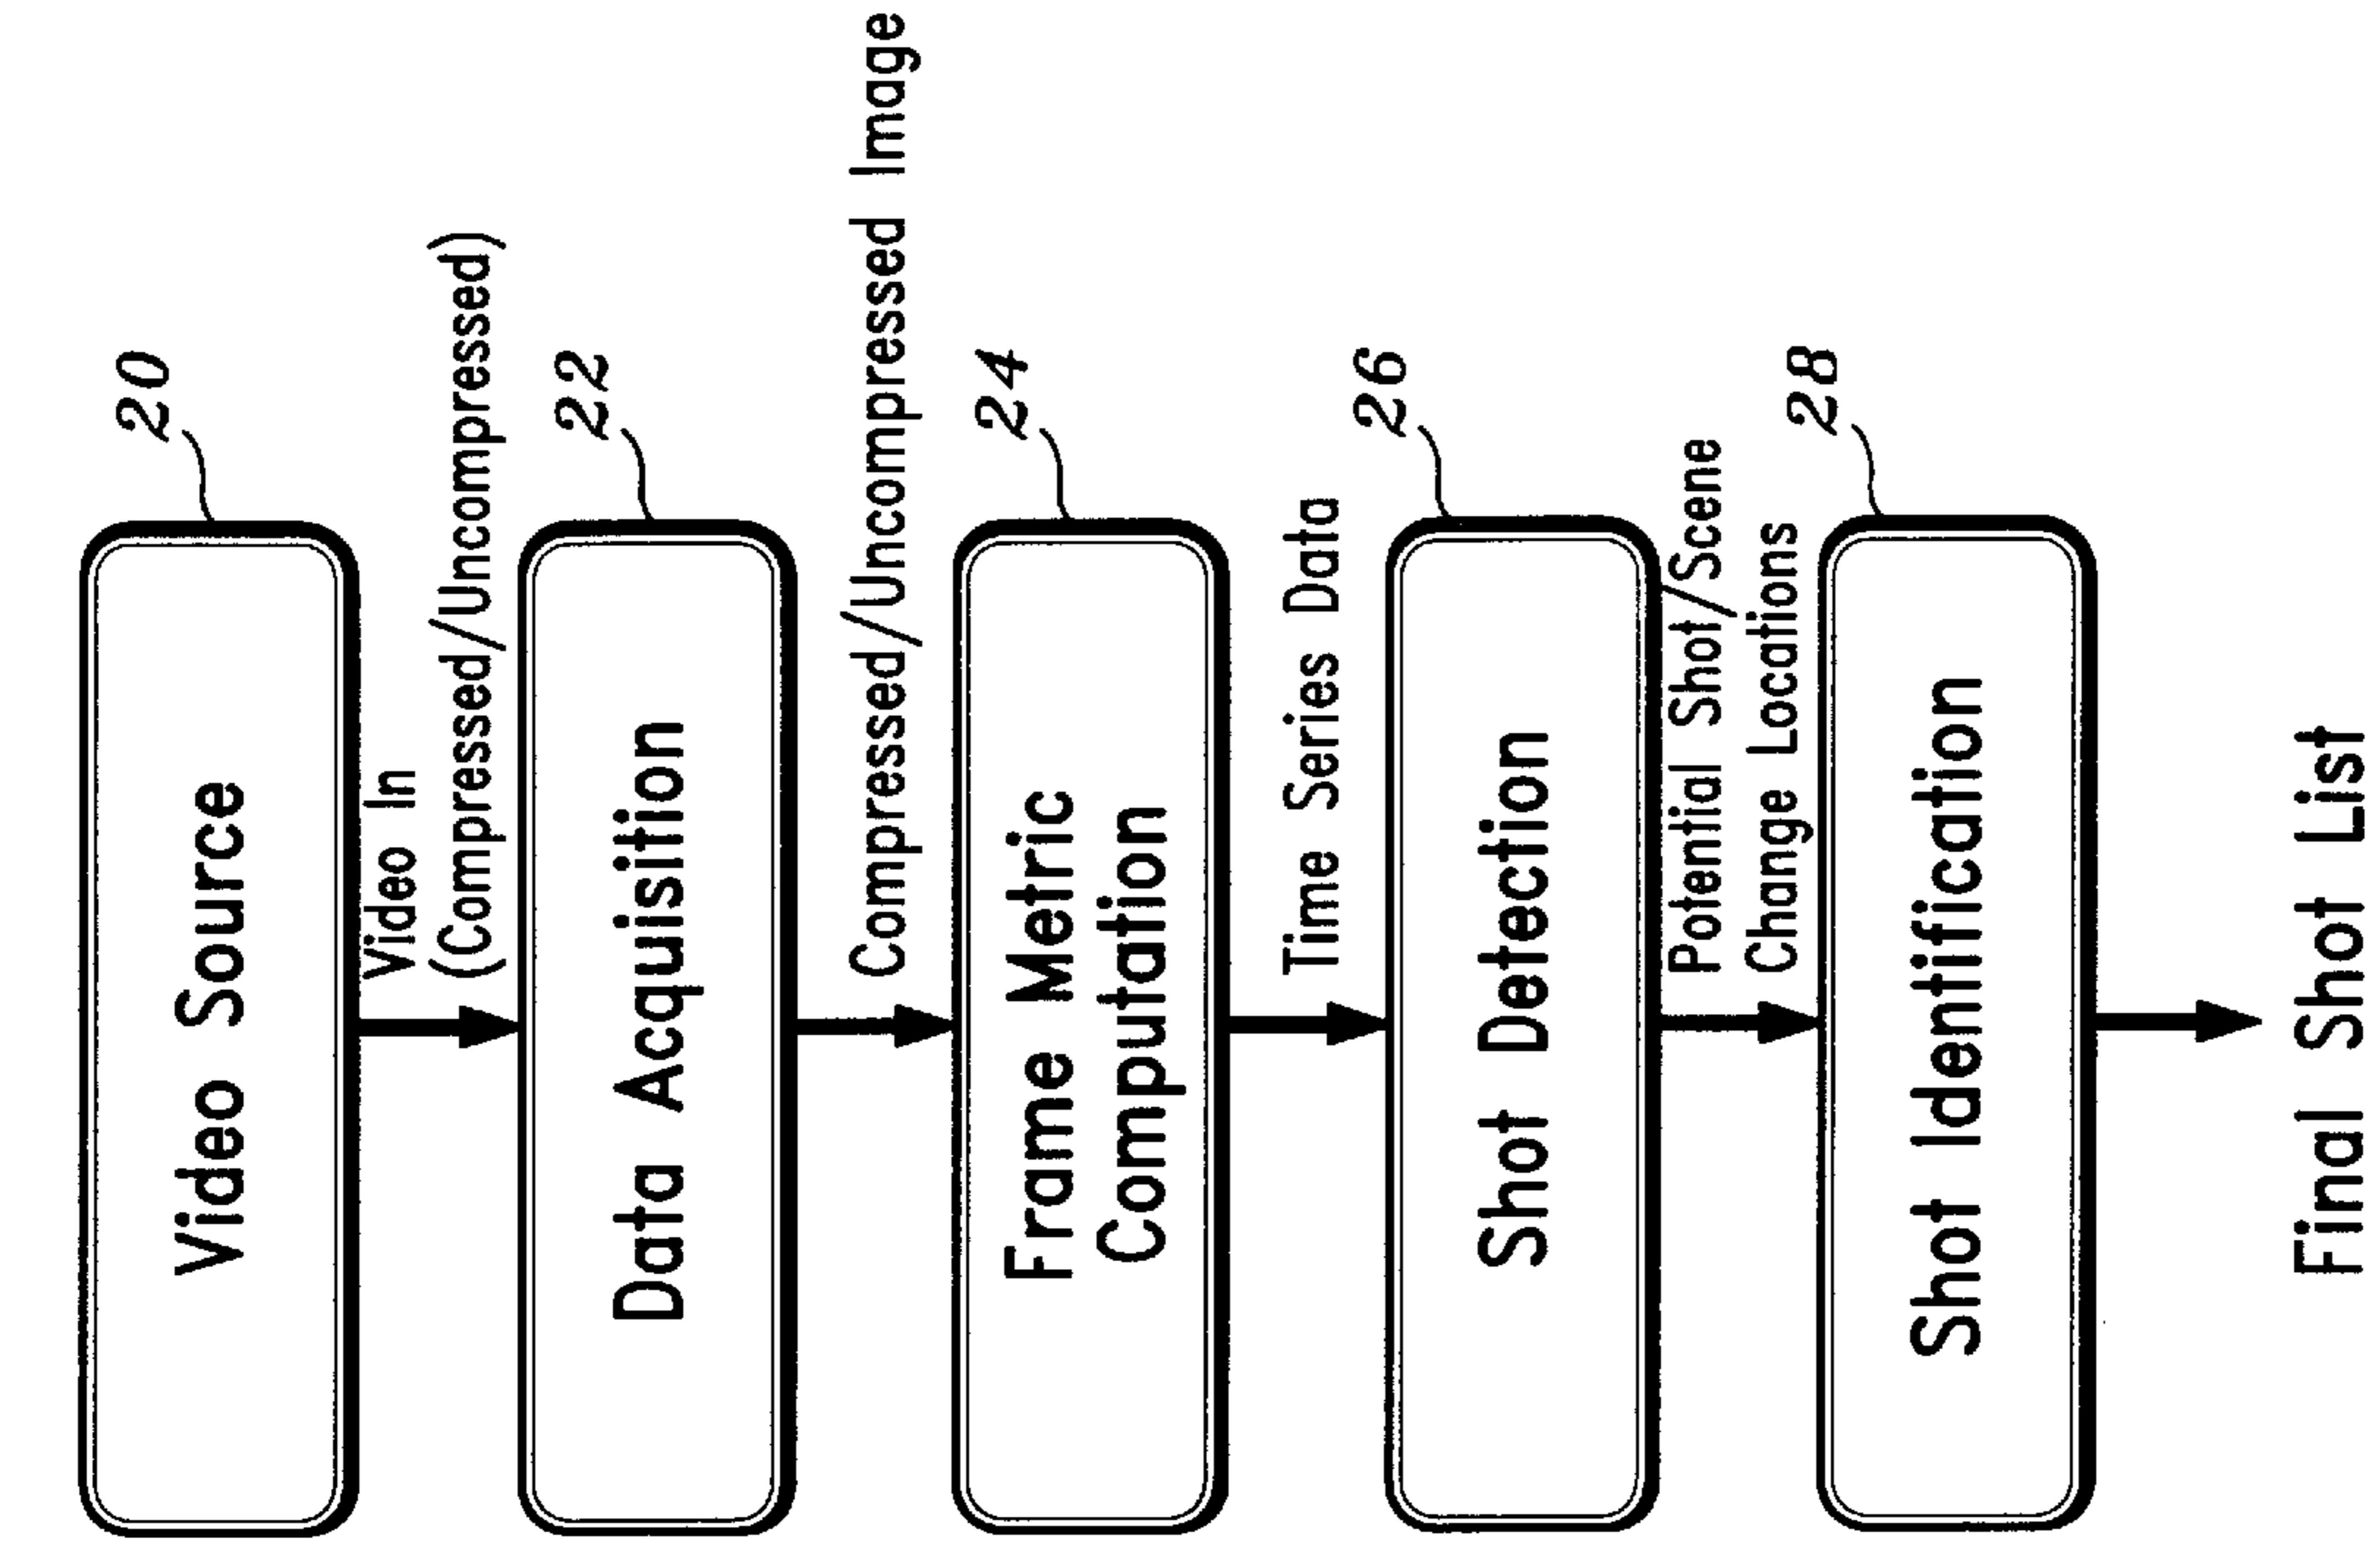 20
Video Source
Video In
(Compressed/Uncompressed)
22
Data Acquisition
Compressed/Uncompressed Image
24
Frame Metric
Computation
Time Series Data
26
Shot Detection
Potential Shot/Scene
Change Locations
28
Shot Identification
Final Shot List